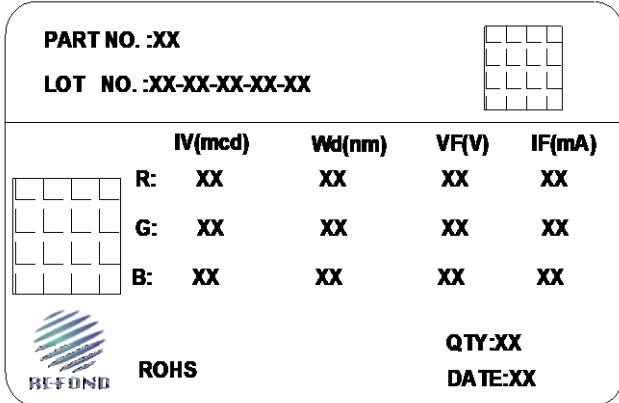 PART NO. :XX
LOT NO. :XX-XX-XX-XX-XX
IV(mcd) Wd(nm) VF(V) IF(mA)
R: XX XX XX XX
G: XX XX XX XX
B: XX XX XX XX
REFOND
ROHS
QTY:XX
DATE:XX